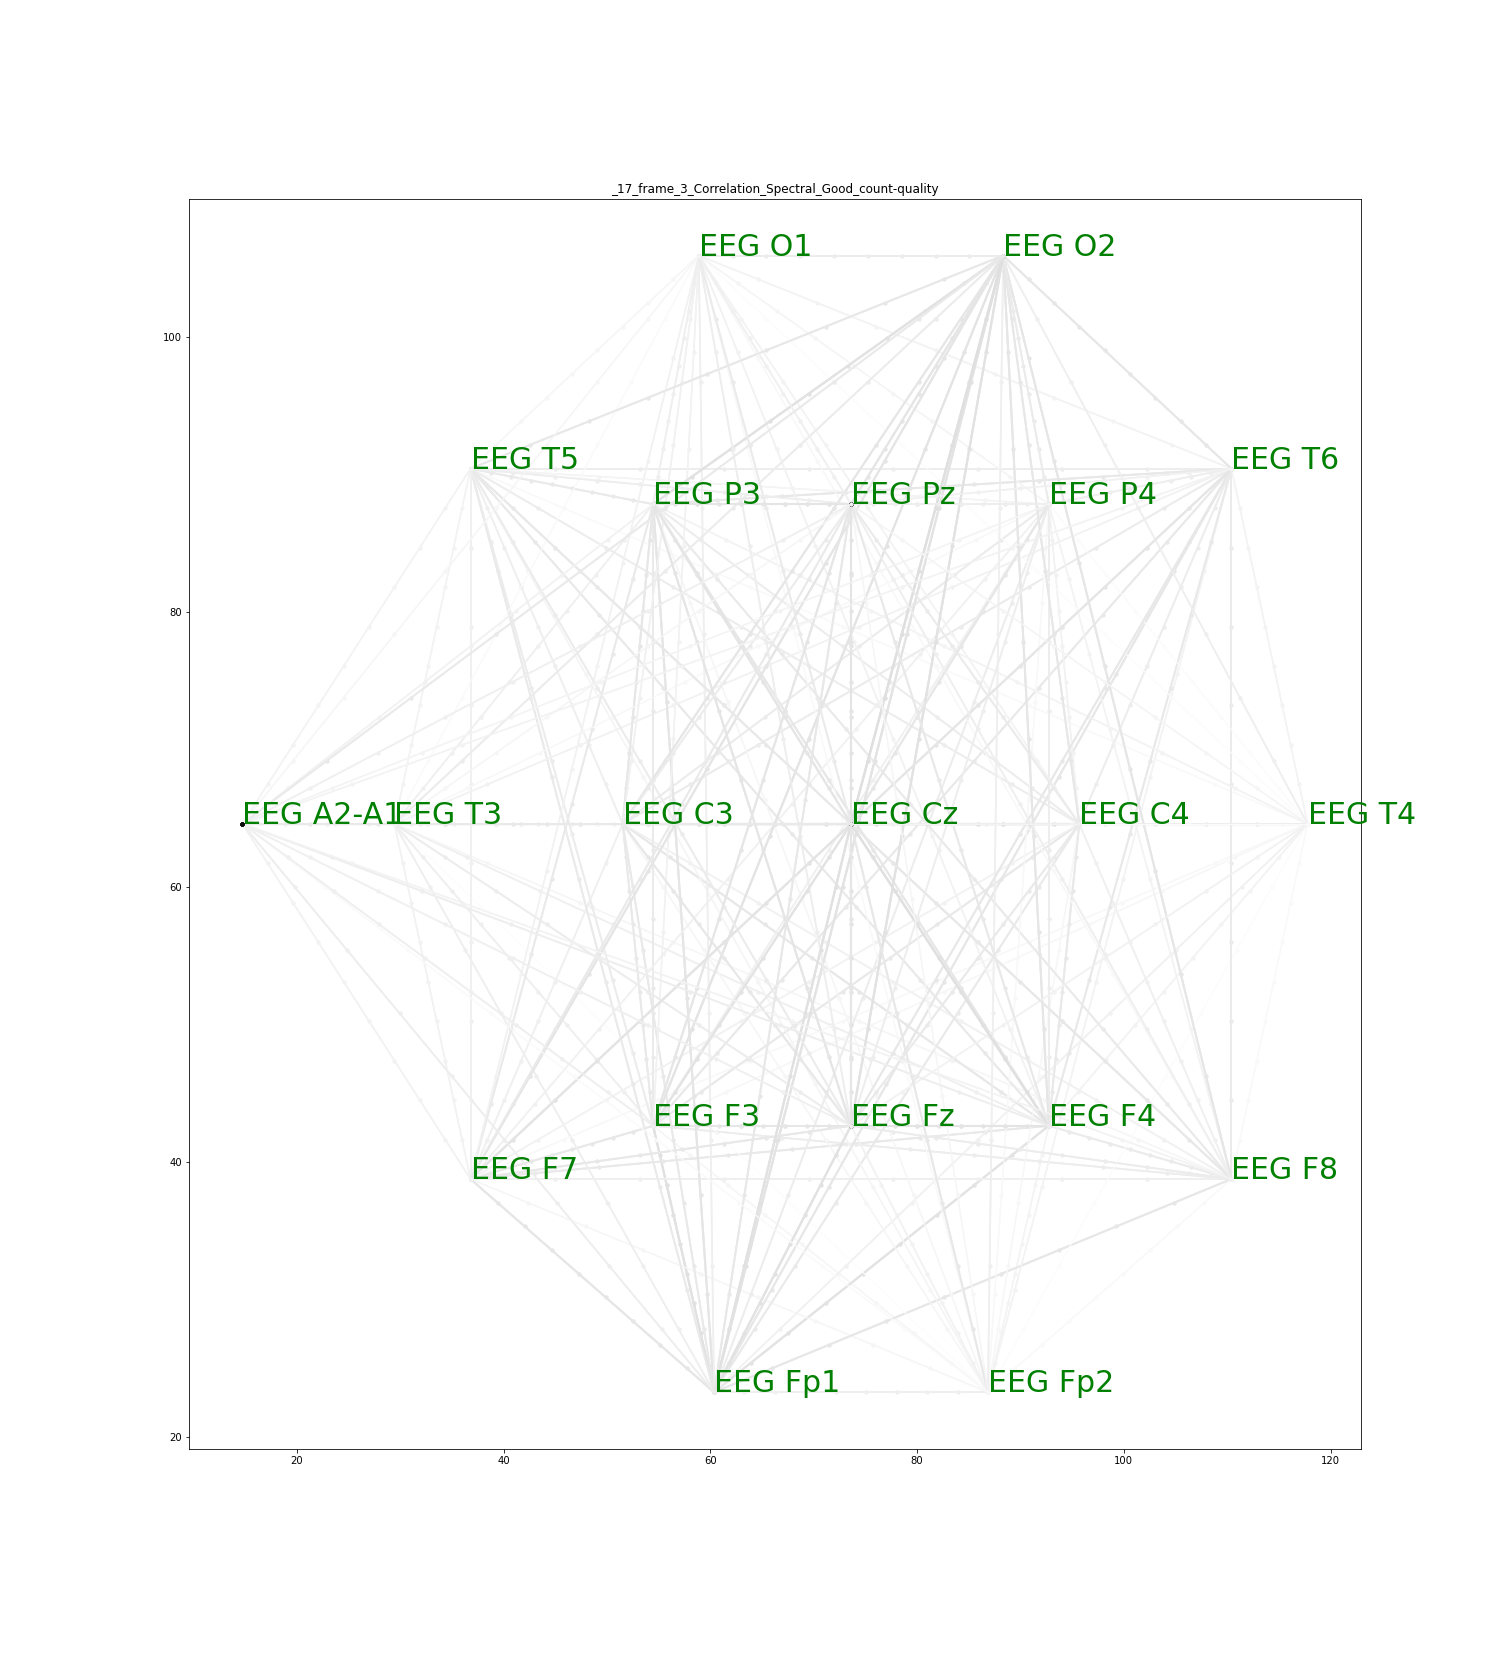 _17_frame_3_Correlation_Spectral_Good_count-quality
EEG O1 EEG O2
100
EEG T5 EEG T6
EEG P3 EEG Pz EEG P4
80
EEG A2-A1 EEG T3 EEG C3 EEG Cz EEG C4 EEG T4
60
EEG F3 EEG Fz EEG F4
40
EEG F7 EEG F8
EEG Fp1 EEG Fp2
20
20 40 60 80 100 120